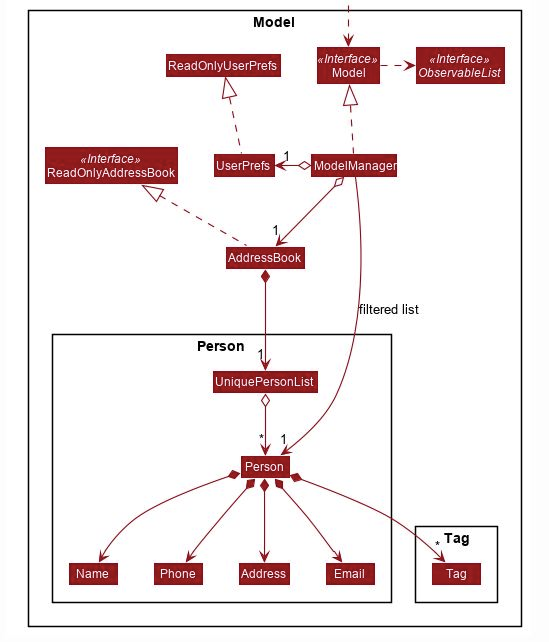 Model
ReadOnlyUserPrefs
«Interface»
Model
«Interface»
ObservableList
«Interface»
ReadOnlyAddressBook
UserPrefs
1
ModelManager
1
AddressBook
filtered list
Person
1
UniquePersonList
*
1
Person
Tag
*
Name
Phone
Address
Email
Tag